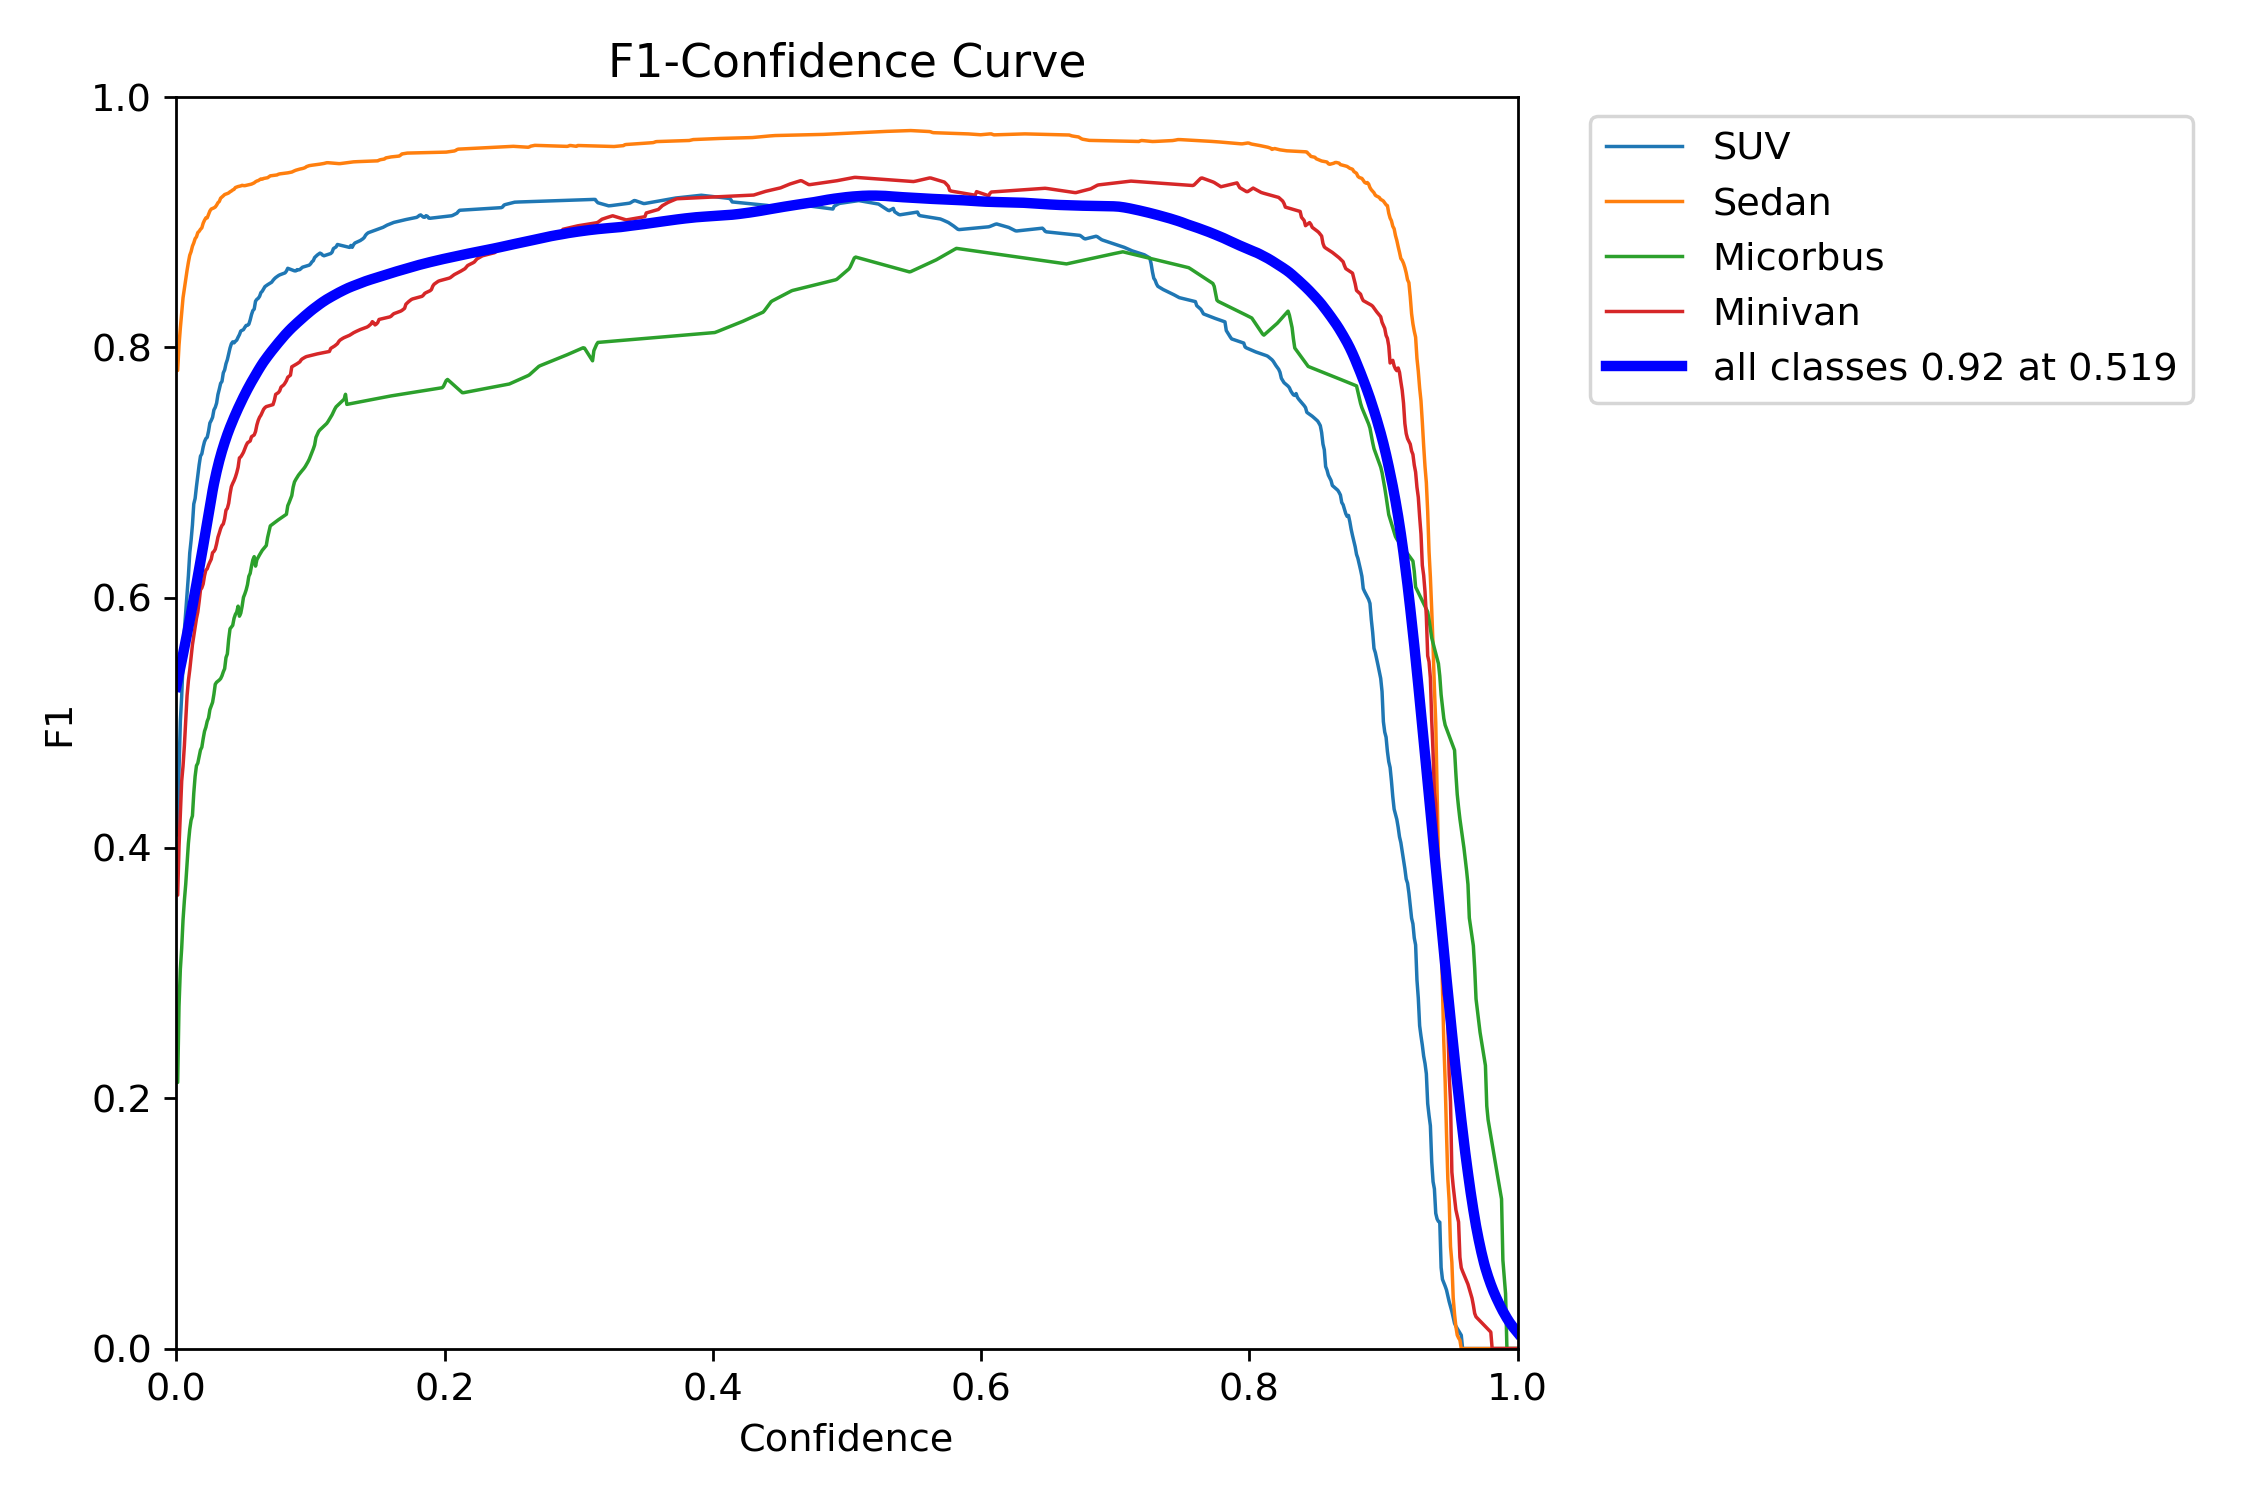 F1-Confidence Curve
1.0
0.8
0.6
0.4
0.2
0.0
F1
0.0 0.2 0.4 0.6 0.8 1.0
Confidence
SUV
Sedan
Micorbus
Minivan
all classes 0.92 at 0.519